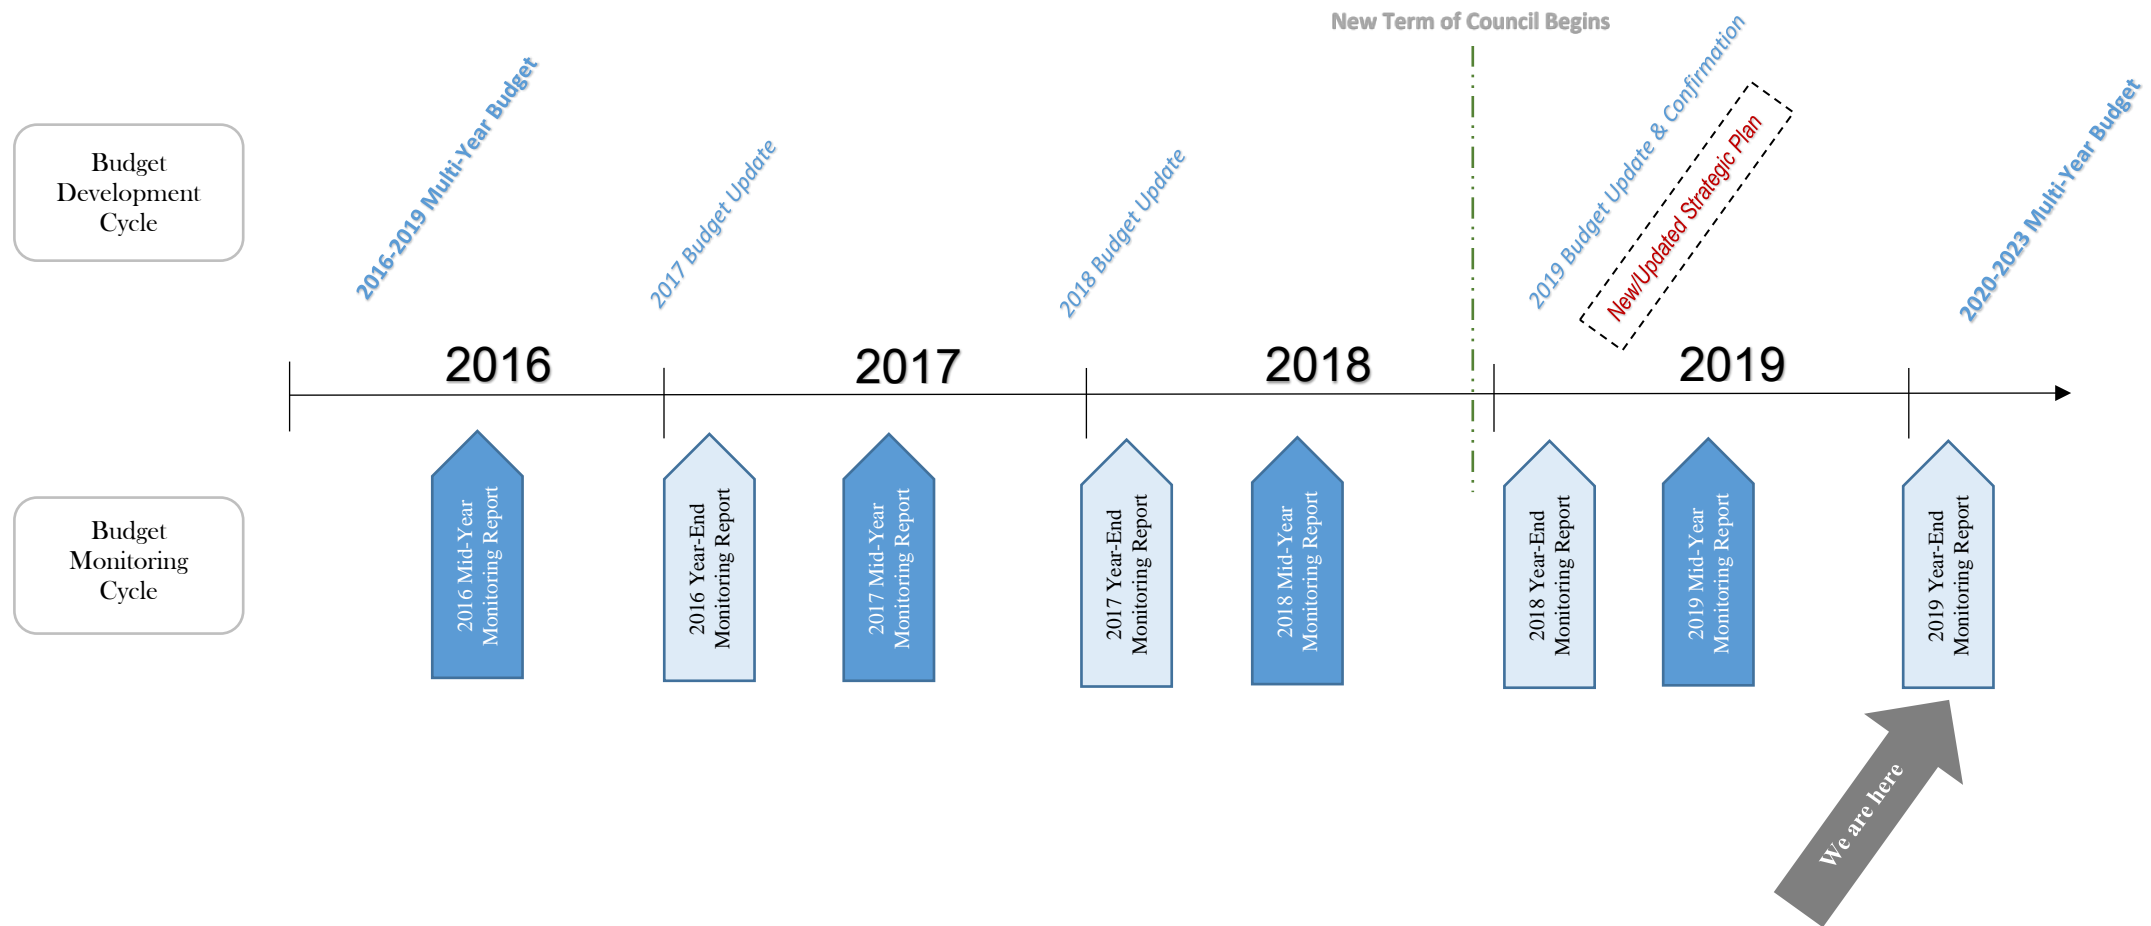 New Term of Council Begins
Budget
Development
Cycle
2016-2019 Multi-Year Budget
2017 Budget Update
2018 Budget Update
2019 Budget Update & Confirmation
New/Updated Strategic Plan
2020-2023 Multi-Year Budget
2016
2017
2018
2019
Budget
Monitoring
Cycle
2016 Mid-Year
Monitoring Report
2016 Year-End
Monitoring Report
2017 Mid-Year
Monitoring Report
2017 Year-End
Monitoring Report
2018 Mid-Year
Monitoring Report
2018 Year-End
Monitoring Report
2019 Mid-Year
Monitoring Report
2019 Year-End
Monitoring Report
We are here